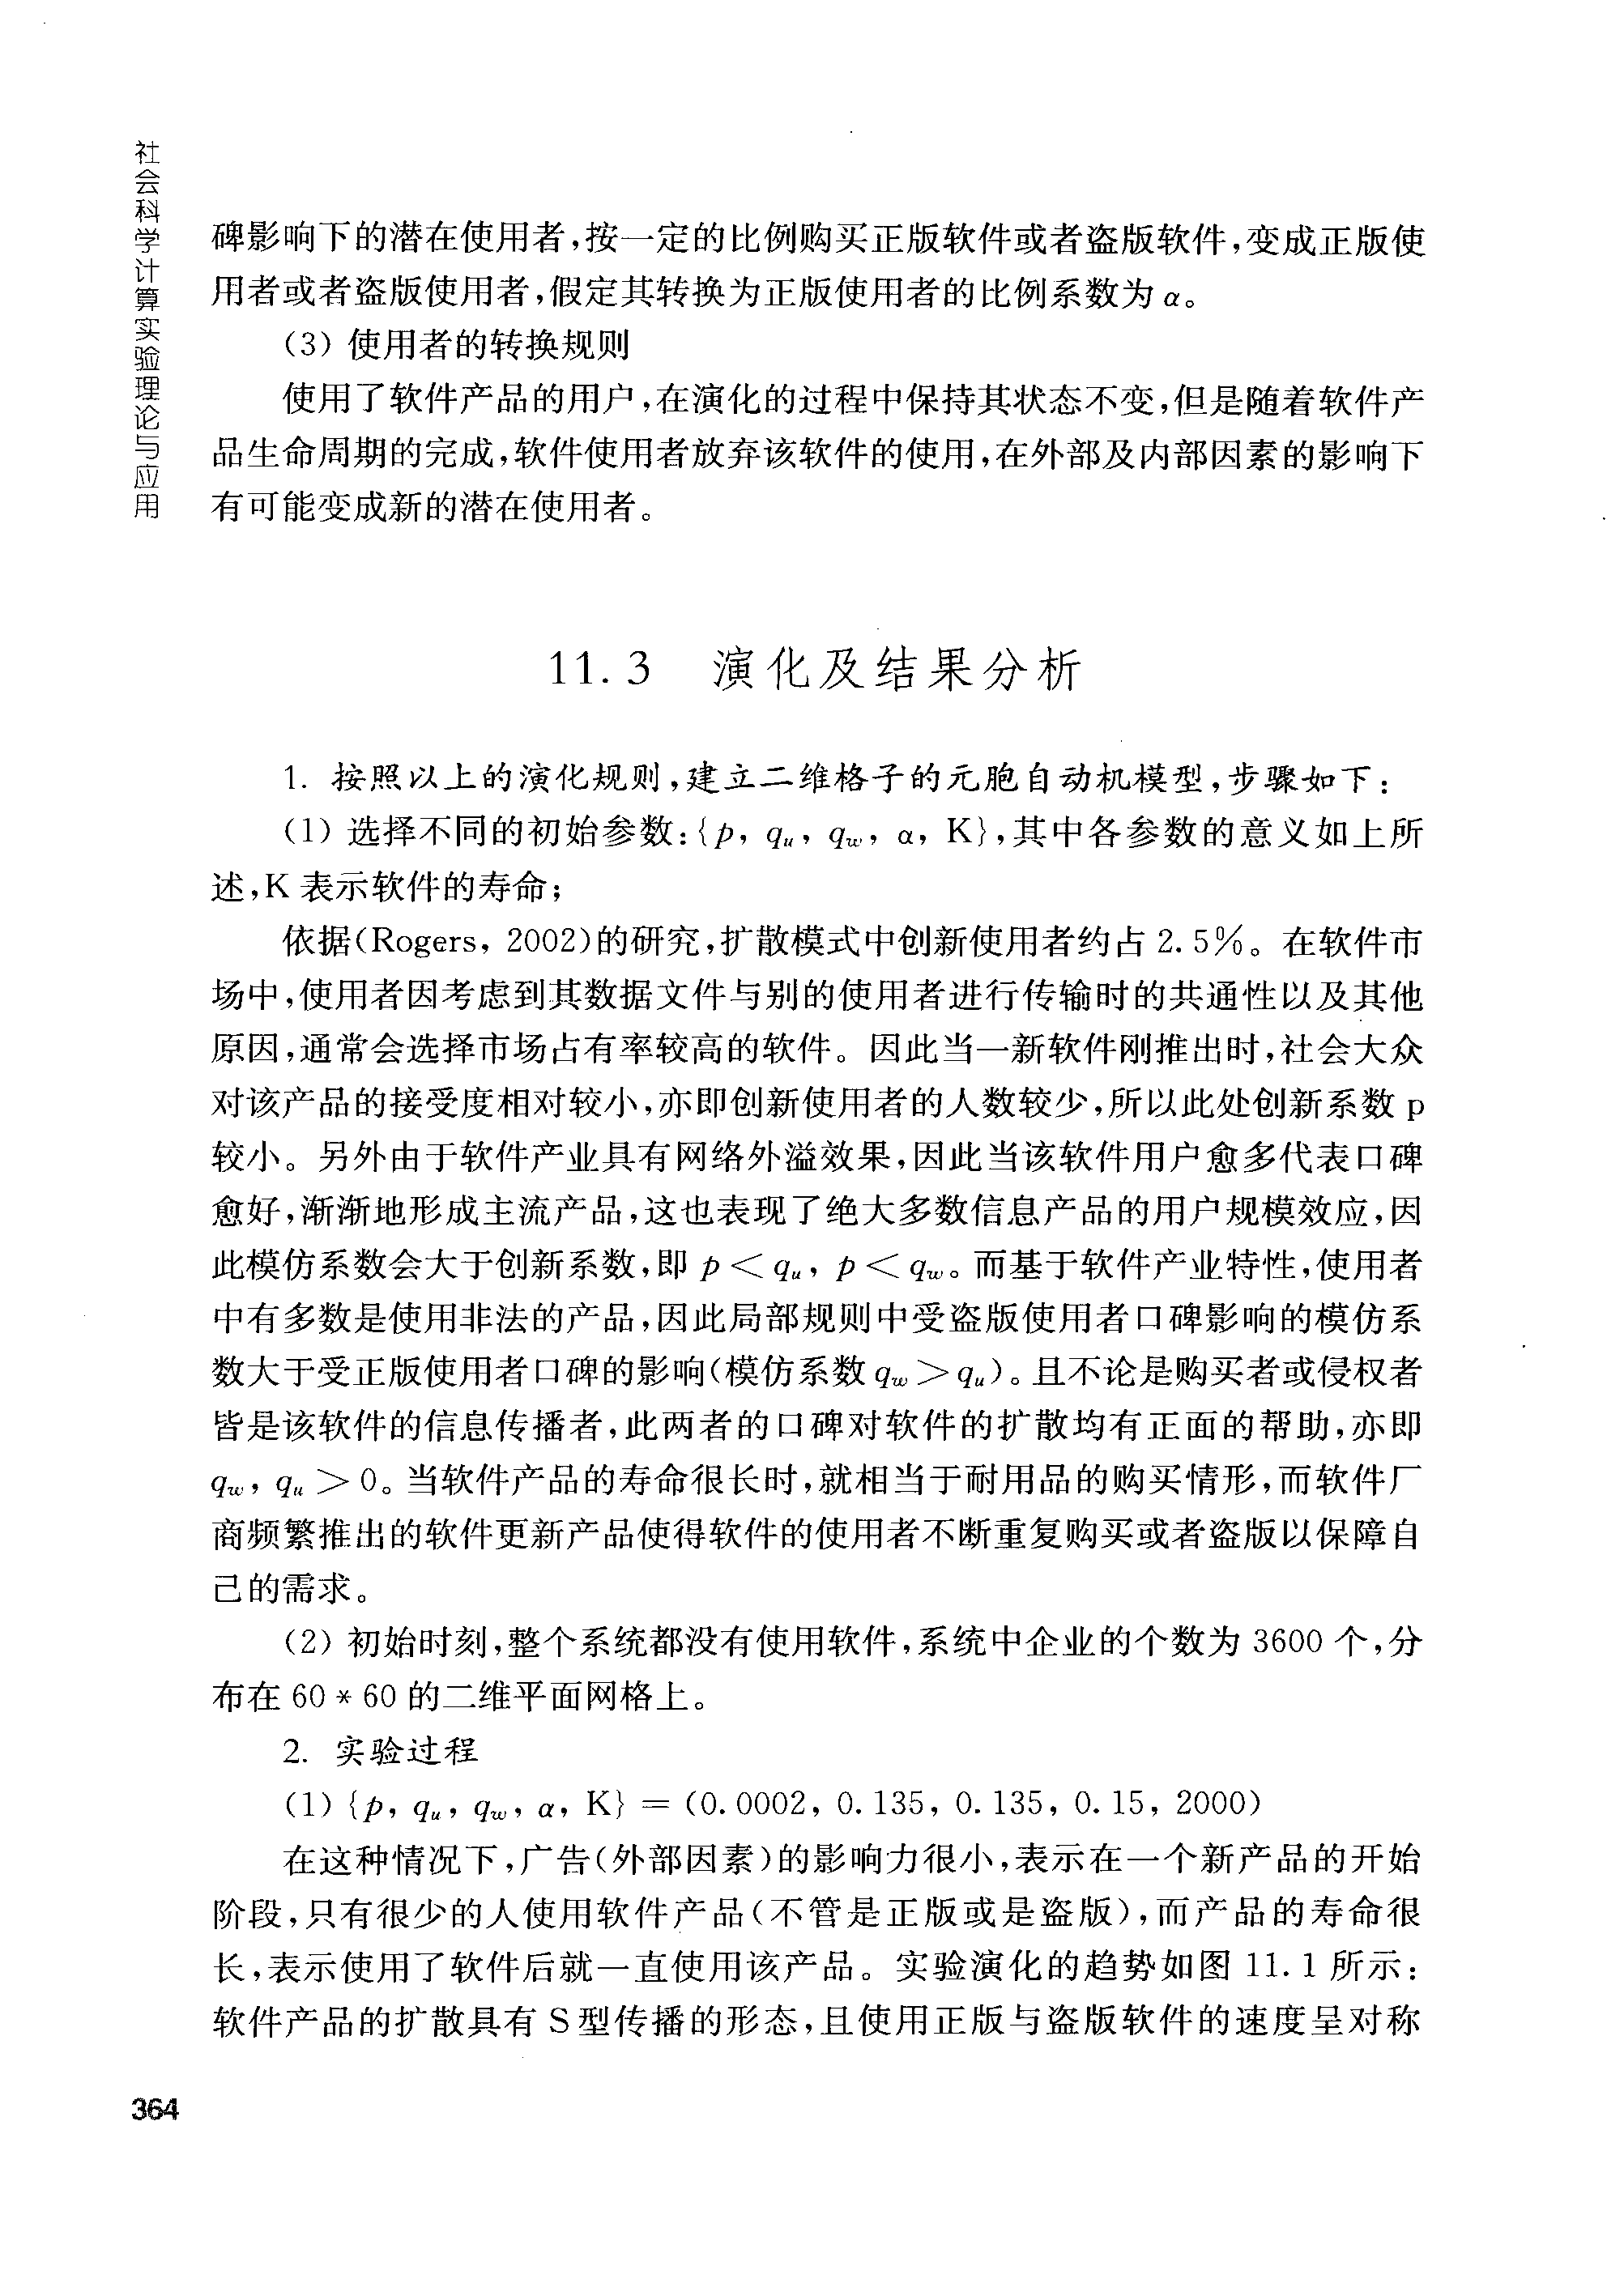 社会科学计算实验理论与应用
碑影响下的潜在使用者,按一定的比例购买正版软件或者盗版软件,变成正版使
用者或者盗版使用者,假定其转换为正版使用者的比例系数为 α。
(3) 使用者的转换规则
使用了软件产品的用户,在演化的过程中保持其状态不变,但是随着软件产
品生命周期的完成,软件使用者放弃该软件的使用,在外部及内部因素的影响下
有可能变成新的潜在使用者。
11.3 演化及结果分析
1. 按照以上的演化规则,建立二维格子的元胞自动机模型,步骤如下:
(1) 选择不同的初始参数:{p, q_u, q_w, α, K},其中各参数的意义如上所
述,K 表示软件的寿命;
依据(Rogers, 2002)的研究,扩散模式中创新使用者约占 2.5%。在软件市
场中,使用者因考虑到其数据文件与别的使用者进行传输时的共通性以及其他
原因,通常会选择市场占有率较高的软件。因此当一新软件刚推出时,社会大众
对该产品的接受度相对较小,亦即创新使用者的人数较少,所以此处创新系数 p
较小。另外由于软件产业具有网络外溢效果,因此当该软件用户愈多代表口碑
愈好,渐渐地形成主流产品,这也表现了绝大多数信息产品的用户规模效应,因
此模仿系数会大于创新系数,即 p < q_u, p < q_w。而基于软件产业特性,使用者
中有多数是使用非法的产品,因此局部规则中受盗版使用者口碑影响的模仿系
数大于受正版使用者口碑的影响(模仿系数 q_w > q_u)。且不论是购买者或侵权者
皆是该软件的信息传播者,此两者的口碑对软件的扩散均有正面的帮助,亦即
q_w, q_u > 0。当软件产品的寿命很长时,就相当于耐用品的购买情形,而软件厂
商频繁推出的软件更新产品使得软件的使用者不断重复购买或者盗版以保障自
己的需求。
(2) 初始时刻,整个系统都没有使用软件,系统中企业的个数为 3600 个,分
布在 60 * 60 的二维平面网格上。
2. 实验过程
(1) {p, q_u, q_w, α, K} = (0.0002, 0.135, 0.135, 0.15, 2000)
在这种情况下,广告(外部因素)的影响力很小,表示在一个新产品的开始
阶段,只有很少的人使用软件产品(不管是正版或是盗版),而产品的寿命很
长,表示使用了软件后就一直使用该产品。实验演化的趋势如图 11.1 所示:
软件产品的扩散具有 S 型传播的形态,且使用正版与盗版软件的速度呈对称
364